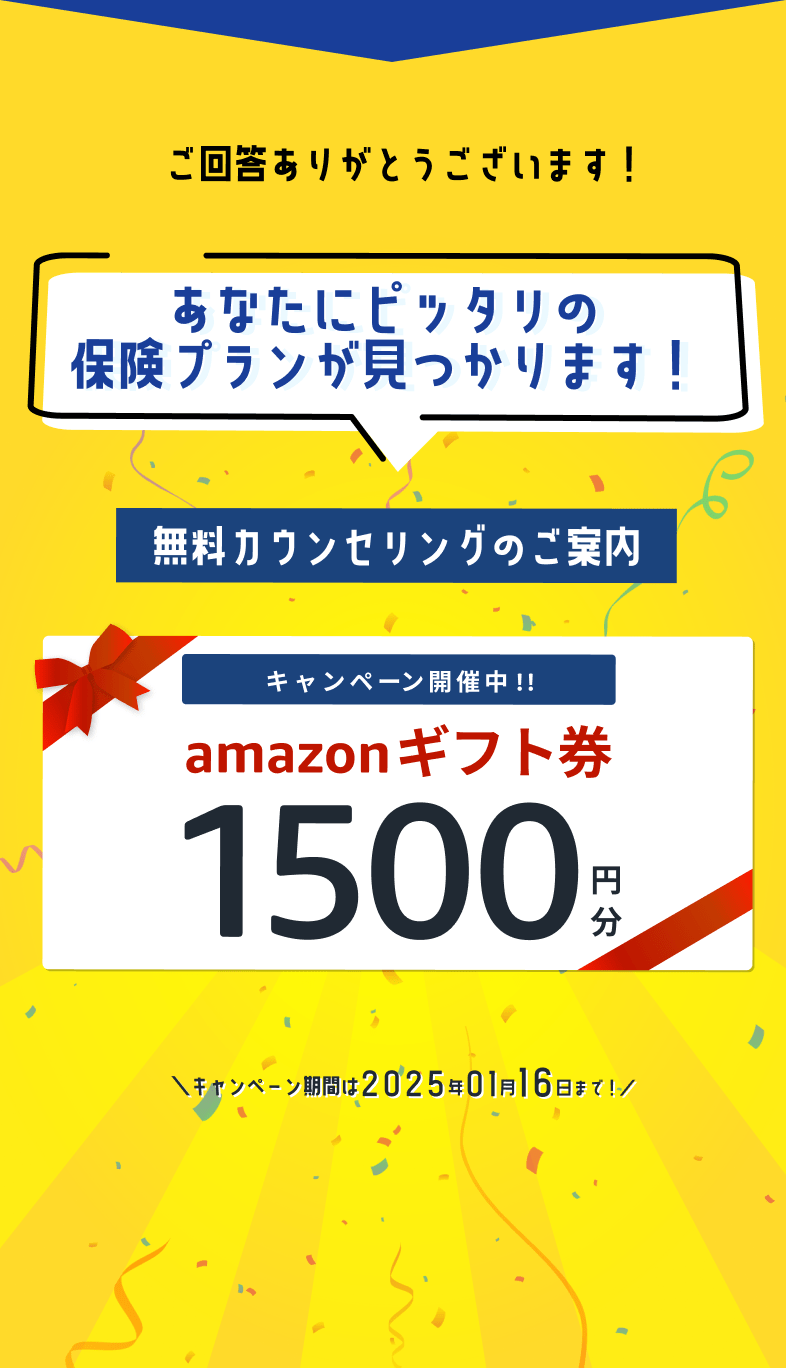 ご回答ありがとうございます！
あなたにピッタリの
保険プランが見つかります！
無料カウンセリングのご案内
キャンペーン開催中!!
amazonギフト券
1500円分
＼キャンペーン期間は2025年01月16日まで！／